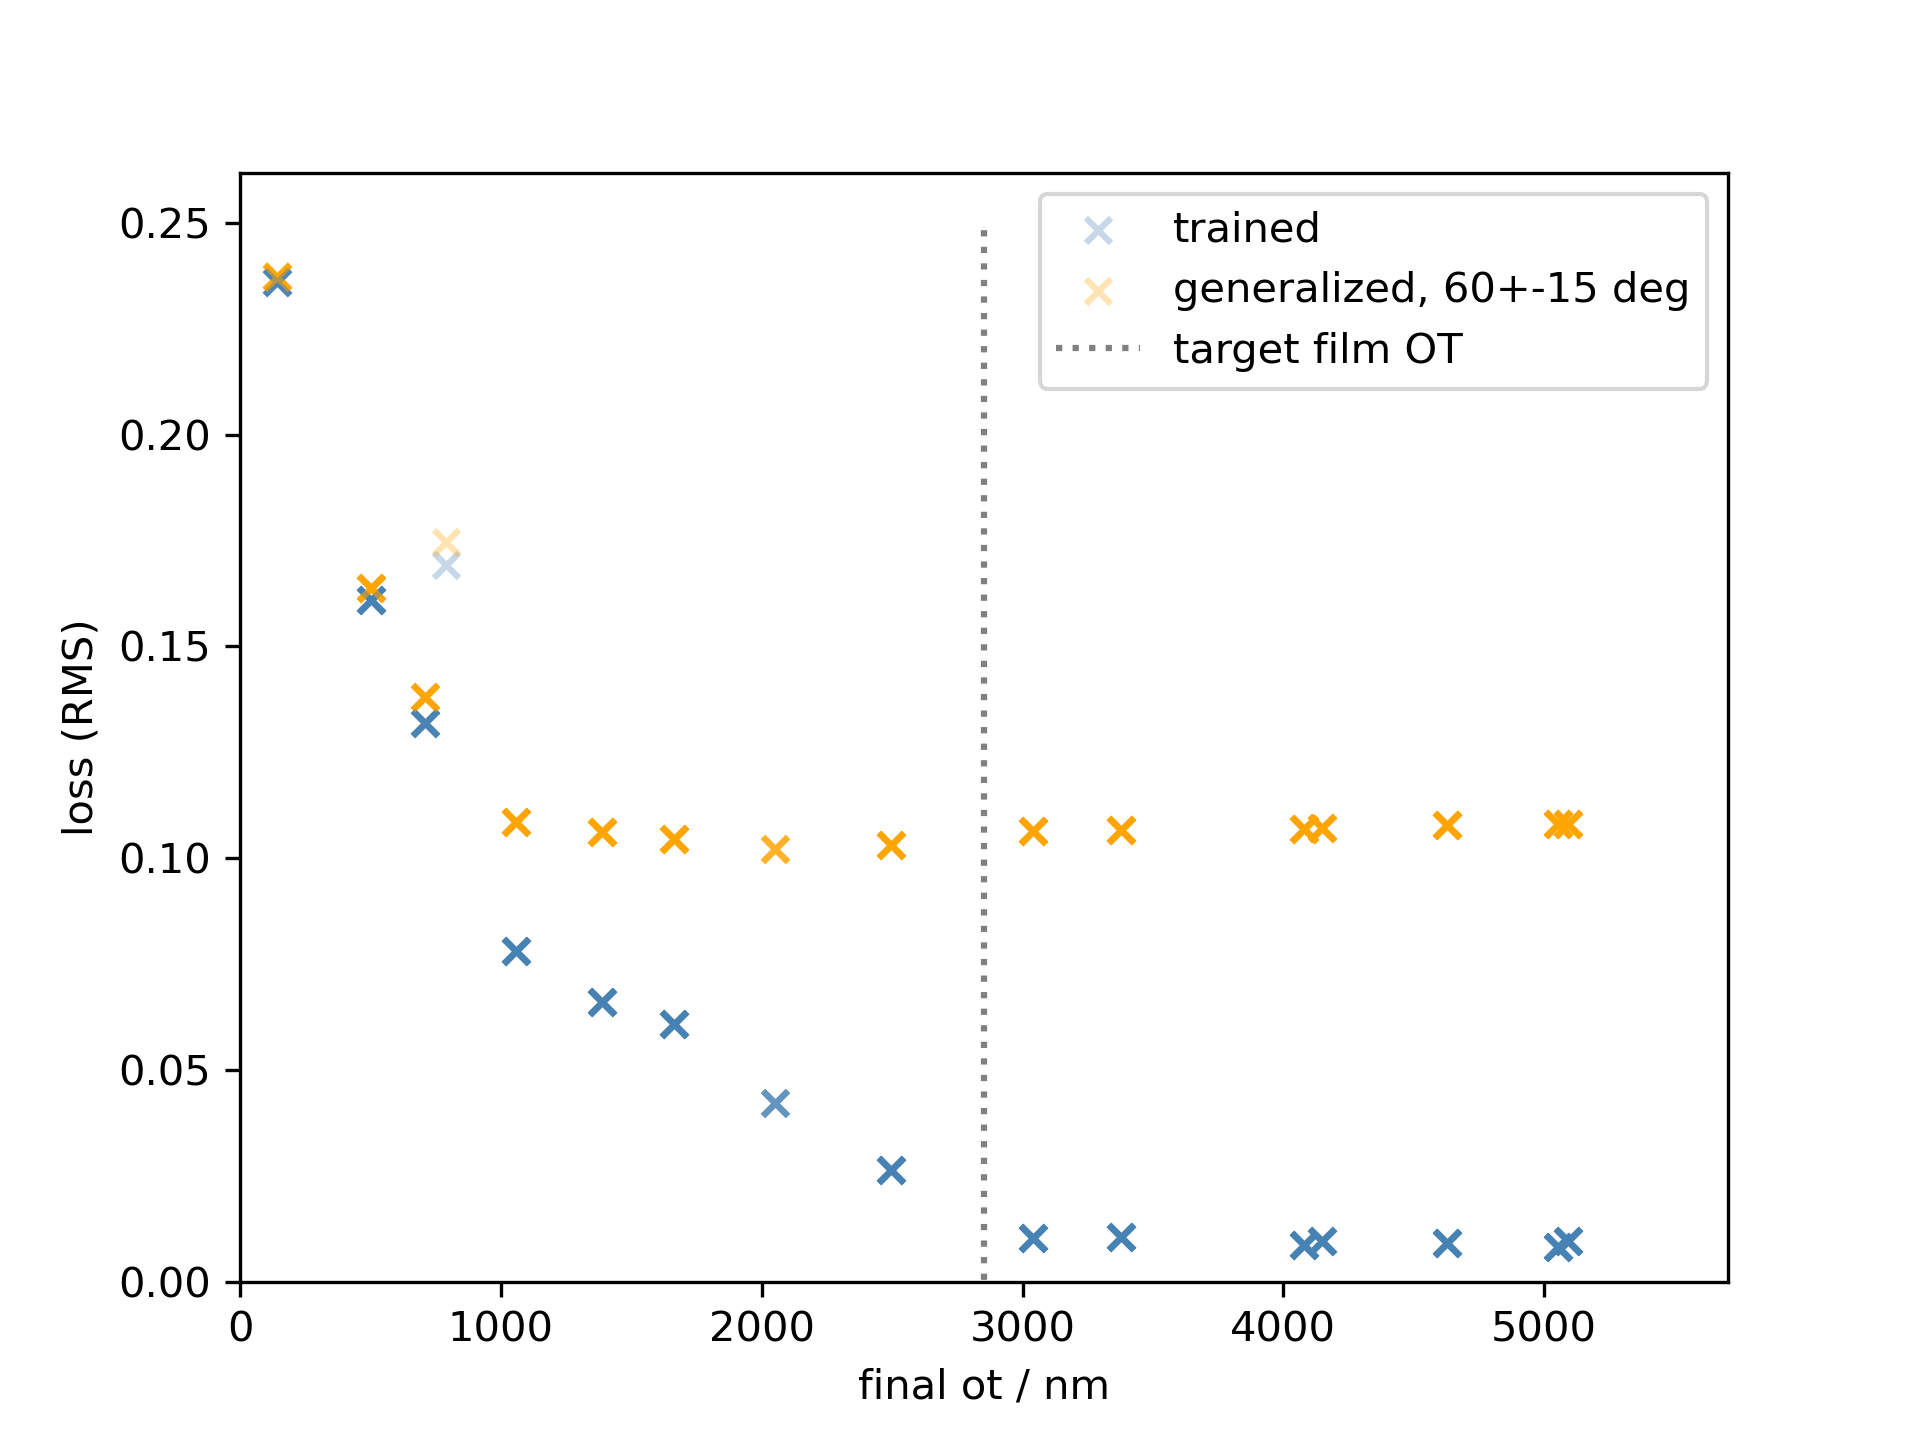 trained
generalized, 60+-15 deg
target film OT
0.25
0.20
0.15
0.10
0.05
0.00
loss (RMS)
0 1000 2000 3000 4000 5000
final ot / nm